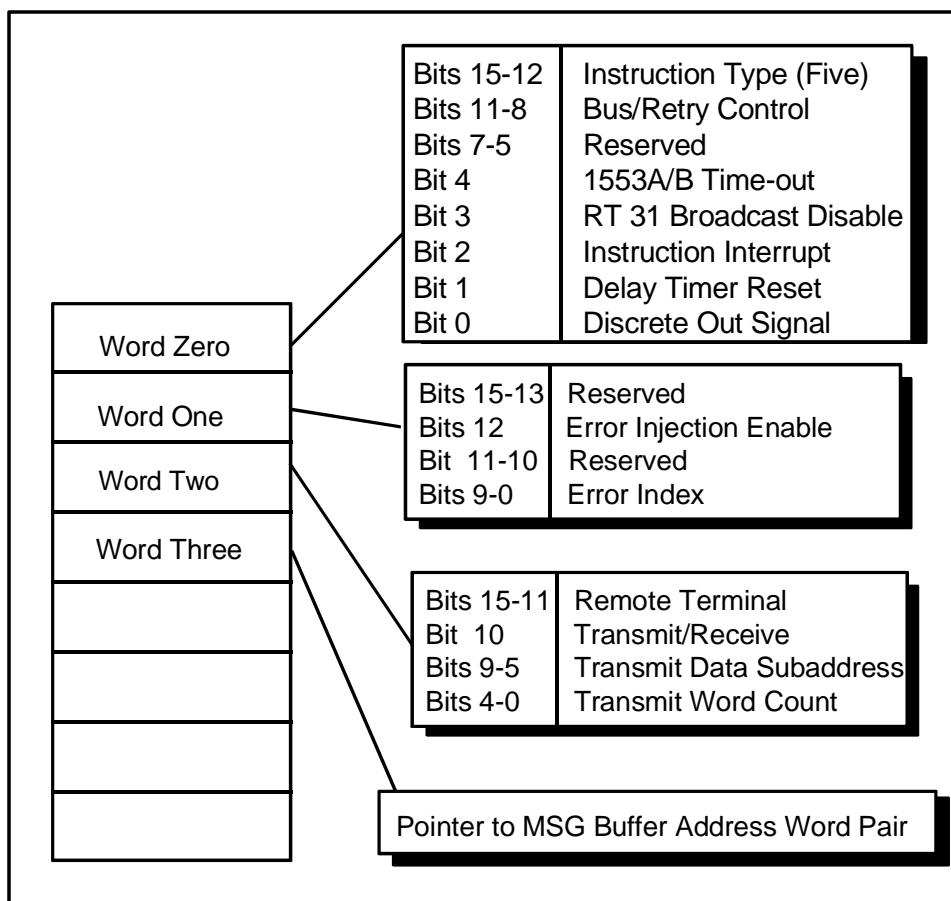 Bits 15-12 Instruction Type (Five)
Bits 11-8 Bus/Retry Control
Bits 7-5 Reserved
Bit 4 1553A/B Time-out
Bit 3 RT 31 Broadcast Disable
Bit 2 Instruction Interrupt
Bit 1 Delay Timer Reset
Bit 0 Discrete Out Signal
Word Zero
Word One
Word Two
Word Three
Bits 15-13 Reserved
Bits 12 Error Injection Enable
Bit 11-10 Reserved
Bits 9-0 Error Index
Bits 15-11 Remote Terminal
Bit 10 Transmit/Receive
Bits 9-5 Transmit Data Subaddress
Bits 4-0 Transmit Word Count
Pointer to MSG Buffer Address Word Pair